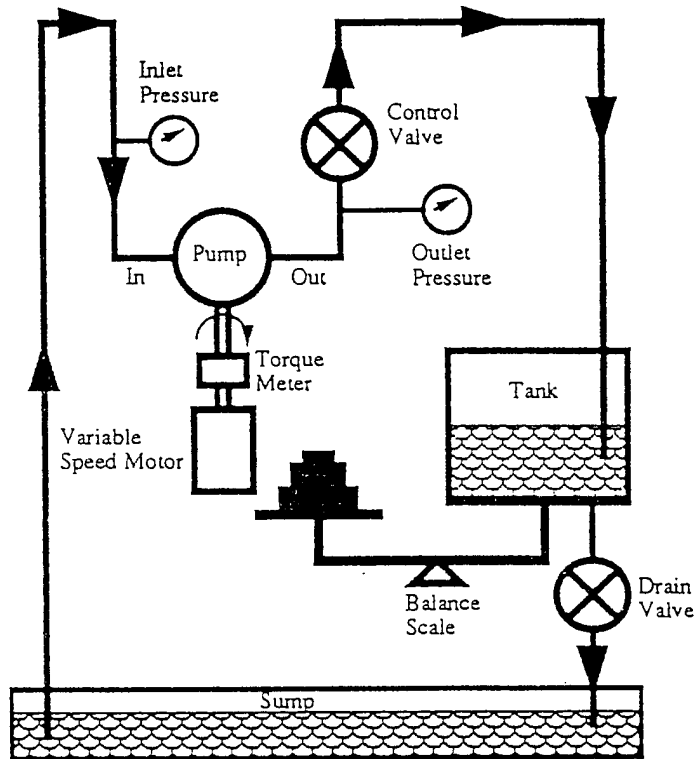 Inlet
Pressure
Control
Valve
Pump
In
Out
Outlet
Pressure
Torque
Meter
Tank
Variable
Speed Motor
Balance
Scale
Drain
Valve
Sump